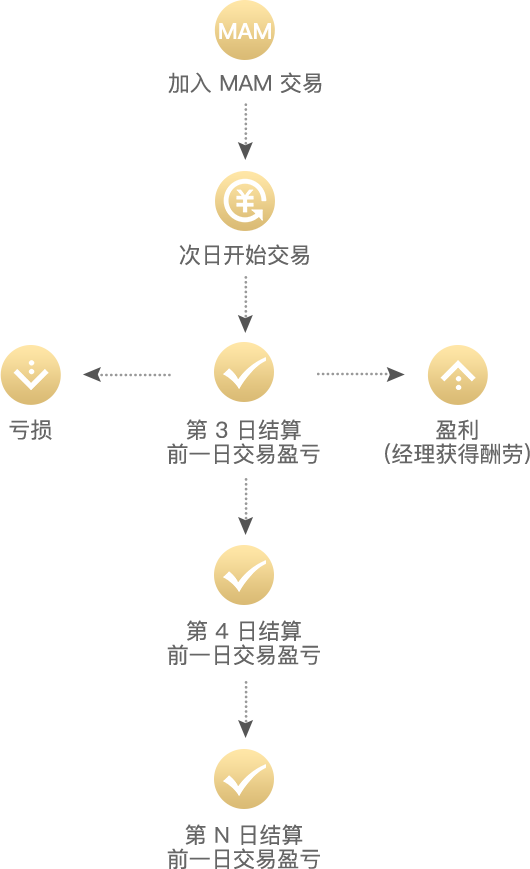 MAM
加入 MAM 交易
次日开始交易
亏损
第 3 日结算
前一日交易盈亏
盈利
(经理获得酬劳)
第 4 日结算
前一日交易盈亏
第 N 日结算
前一日交易盈亏